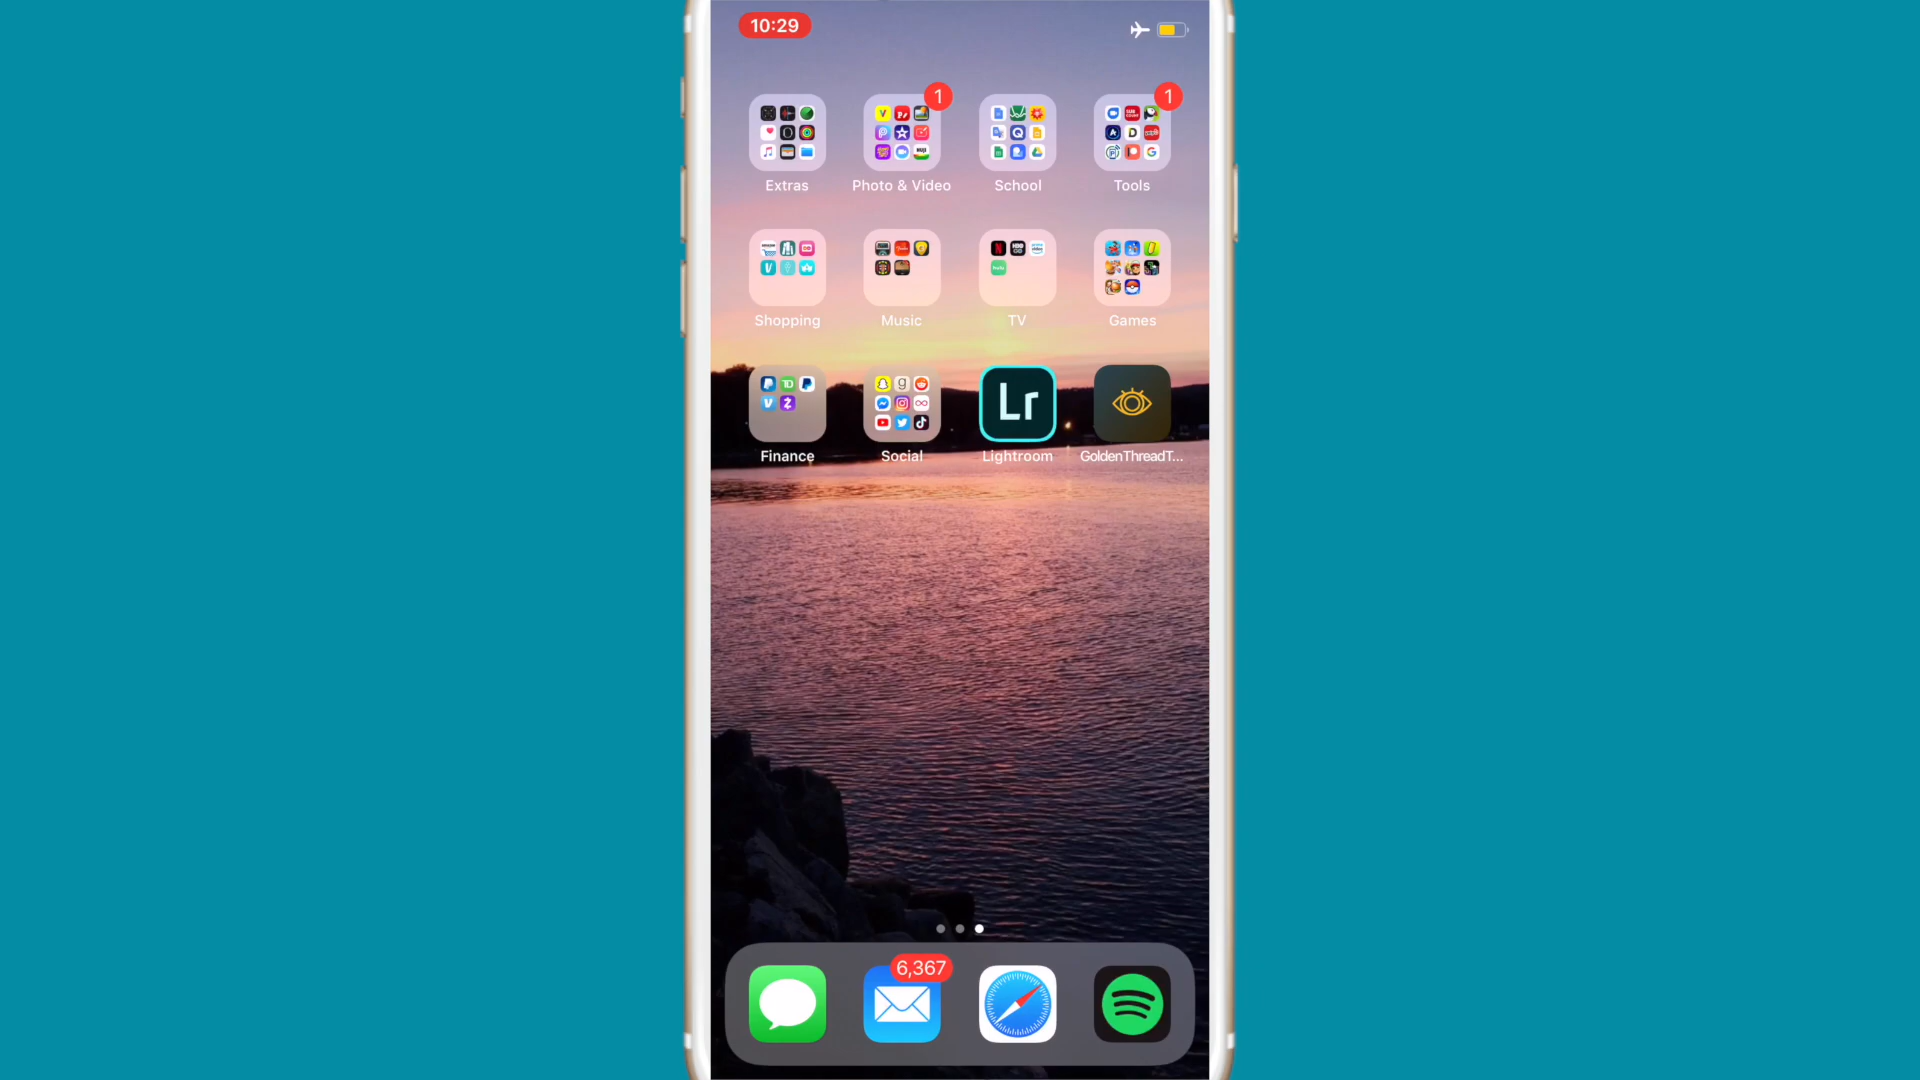 10:29
1
1
Extras
Photo & Video
School
Tools
Shopping
Music
TV
Games
Lr
Finance
Social
Lightroom
GoldenThreadT...
6,367